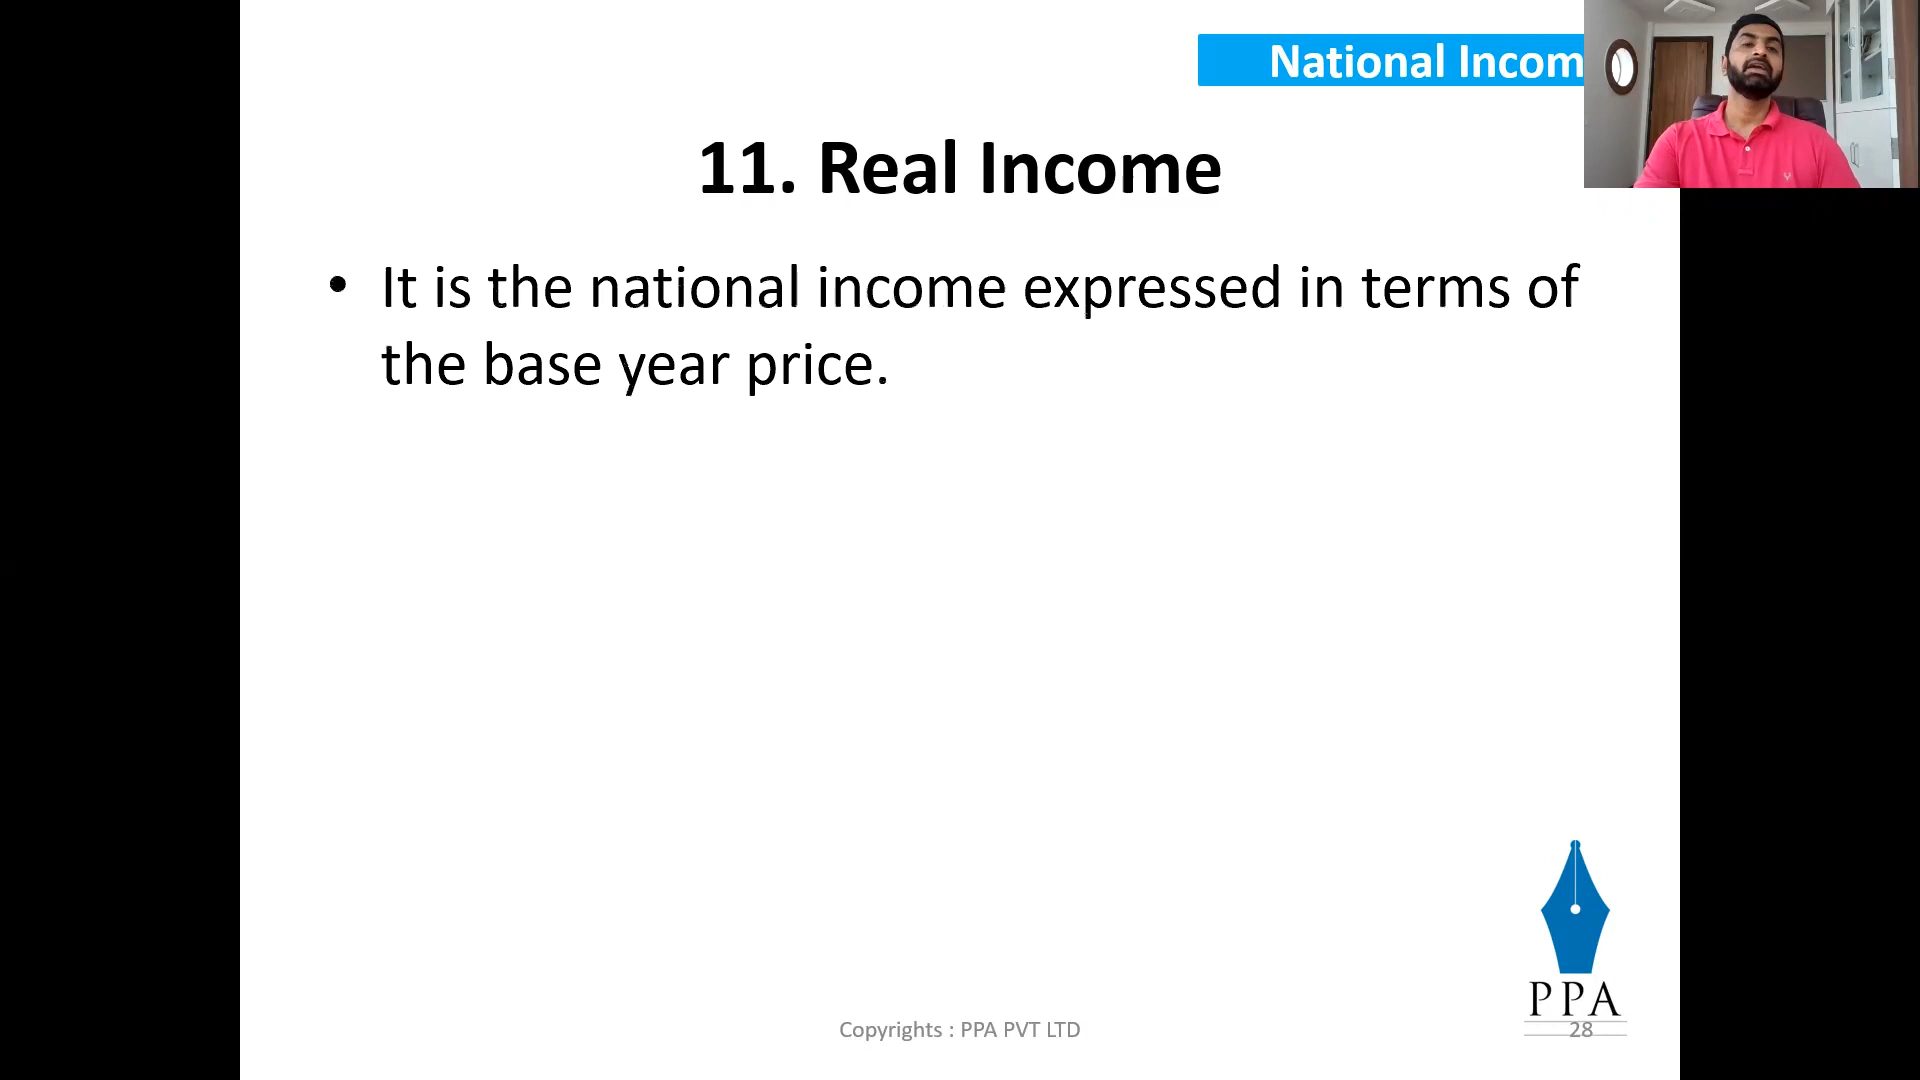 National Incom
11. Real Income
• It is the national income expressed in terms of
the base year price.
PPA
Copyrights : PPA PVT LTD
28